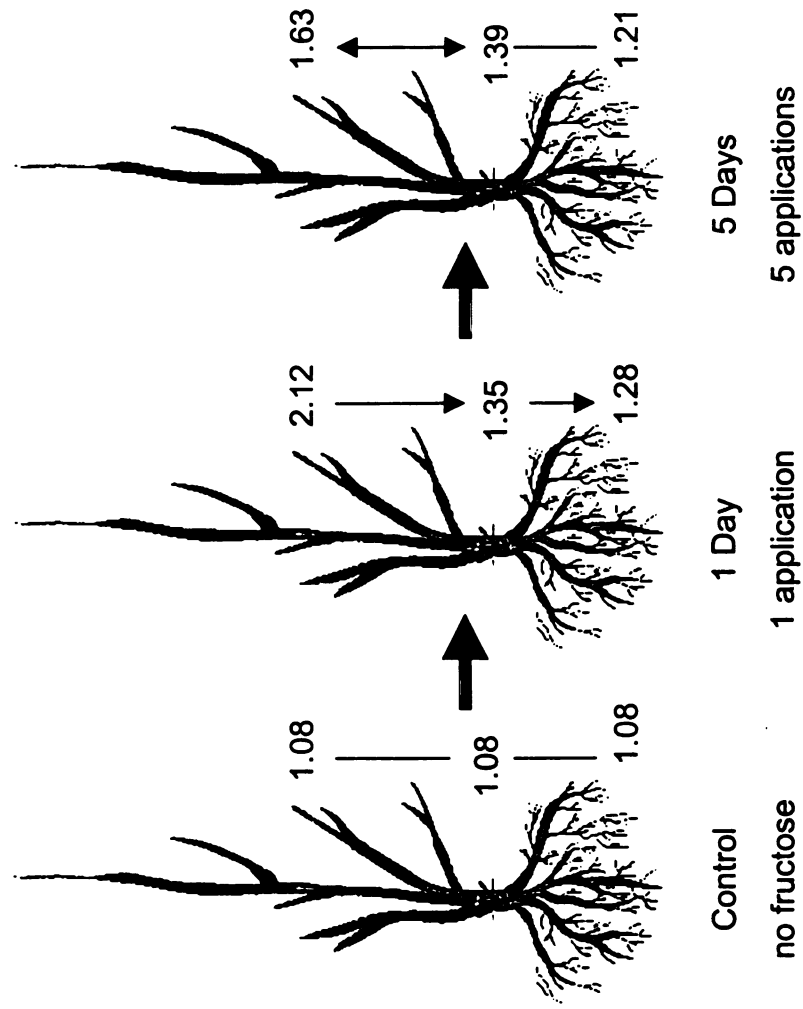 1.08
1.08
1.08
Control
no fructose
2.12
1.35
1.28
1 Day
1 application
1.63
1.39
1.21
5 Days
5 applications